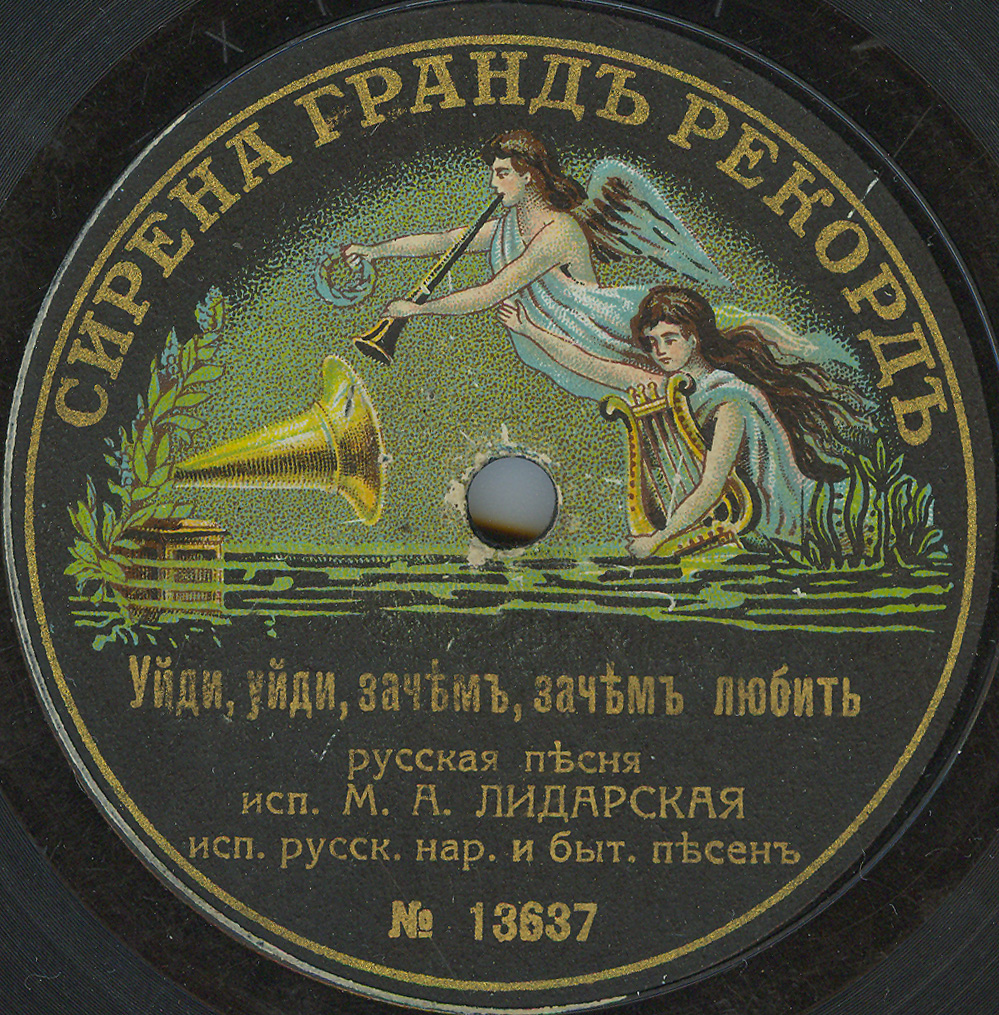 СИРЕНА ГРАНДЪ РЕКОРДЪ
Уйди, уйди, зачѣмъ, зачѣмъ любить
русская пѣсня
исп. М. А. ЛИДАРСКАЯ
исп. русск. нар. и быт. пѣсенъ
№ 13637